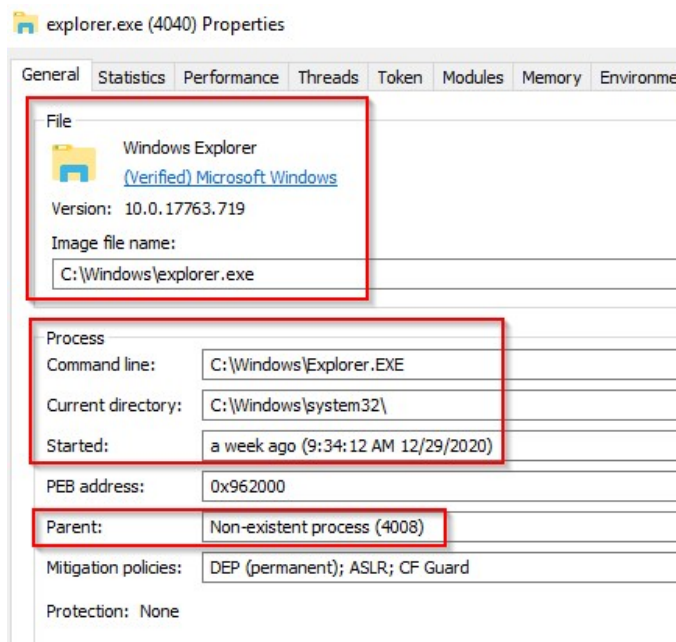 explorer.exe (4040) Properties
General Statistics Performance Threads Token Modules Memory Environme
File
Windows Explorer
(Verified) Microsoft Windows
Version: 10.0.17763.719
Image file name:
C:\Windows\explorer.exe
Process
Command line: C:\Windows\Explorer.EXE
Current directory: C:\Windows\system32\
Started: a week ago (9:34:12 AM 12/29/2020)
PEB address: 0x962000
Parent: Non-existent process (4008)
Mitigation policies: DEP (permanent); ASLR; CF Guard
Protection: None